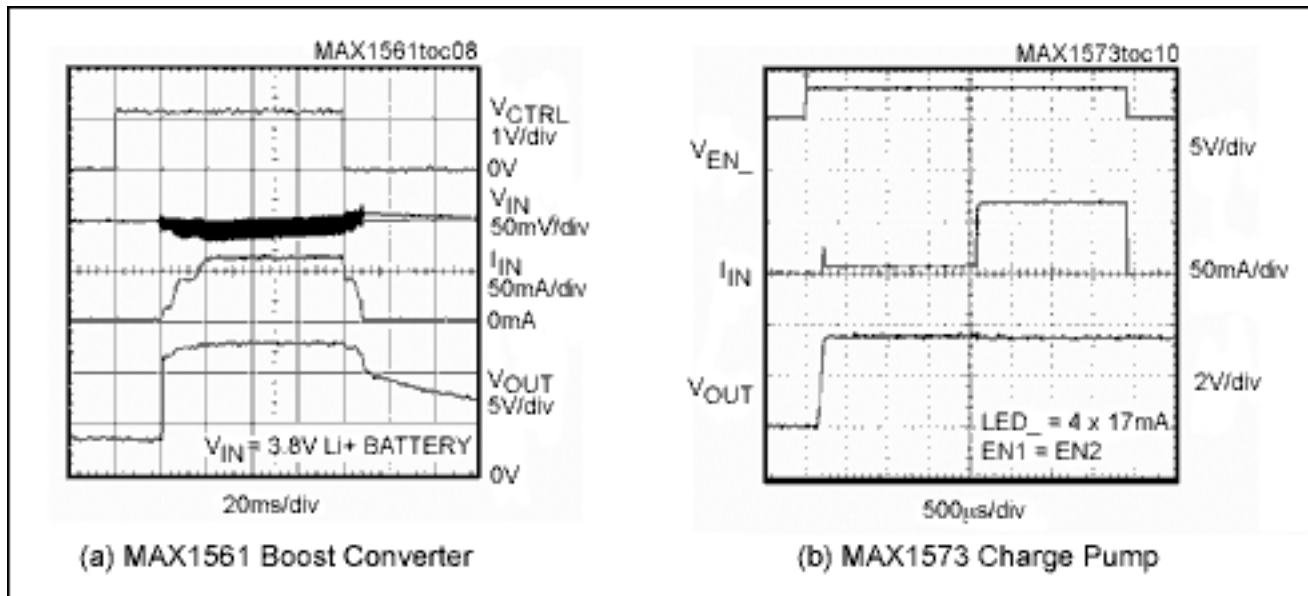 MAX1561toc08
VCTRL
1V/div
0V
VIN
50mV/div
IIN
50mA/div
0mA
VOUT
5V/div
VIN = 3.8V Li+ BATTERY
0V
20ms/div
(a) MAX1561 Boost Converter
MAX1573toc10
VEN_
5V/div
IIN
50mA/div
VOUT
2V/div
LED_ = 4 x 17mA
EN1 = EN2
500µs/div
(b) MAX1573 Charge Pump